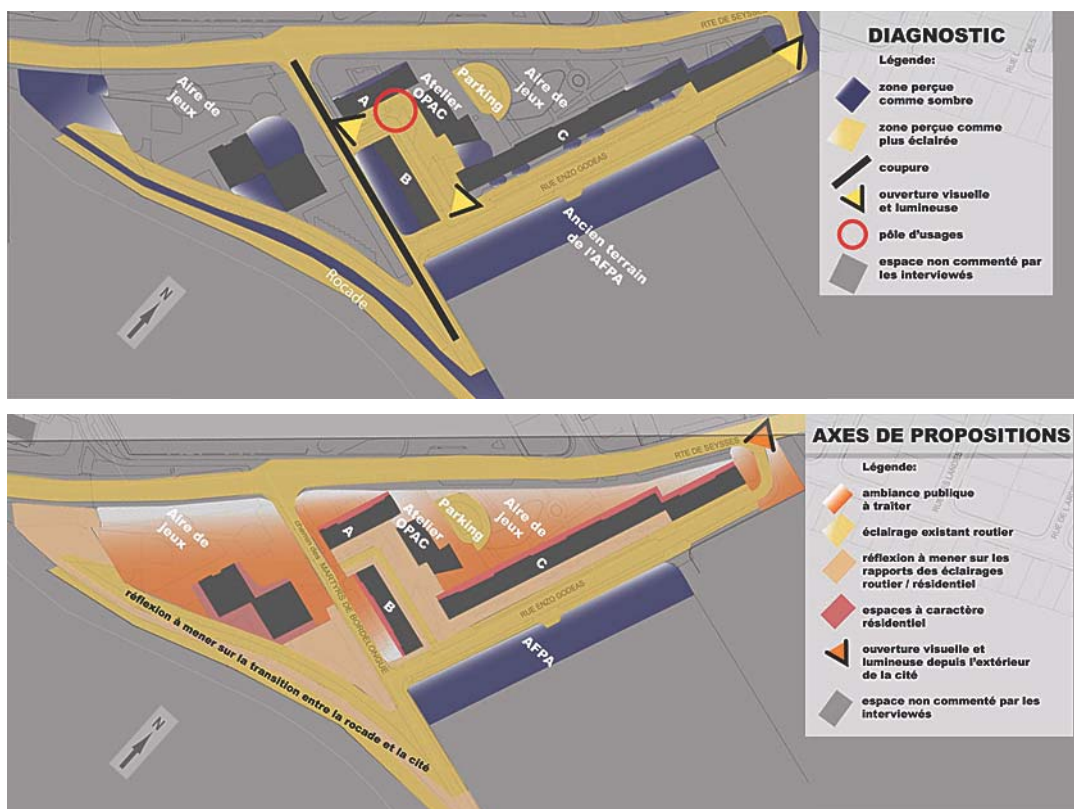 RTE DE SEYSSES
DIAGNOSTIC
Légende:
zone perçue
comme sombre
zone perçue comme
plus éclairée
coupure
ouverture visuelle
et lumineuse
pôle d'usages
espace non commenté par
les interviewés
Aire de
jeux
A
Atelier
OPAC
Parking
Aire de
jeux
C
B
RUE ENZO GODEAS
Ancien terrain
de l'AFPA
Rocade
N
AXES DE PROPOSITIONS
Légende:
ambiance publique
à traiter
éclairage existant routier
réflexion à mener sur les
rapports des éclairages
routier / résidentiel
espaces à caractère
résidentiel
ouverture visuelle et
lumineuse depuis l'extérieur
de la cité
espace non commenté par les
interviewés
RTE DE SEYSSES
Aire de
jeux
chemin des MARTYRS DE BORDELONGUE
A
Atelier
OPAC
Parking
Aire de
jeux
C
B
RUE ENZO GODEAS
AFPA
réflexion à mener sur la transition entre la rocade et la cité
N